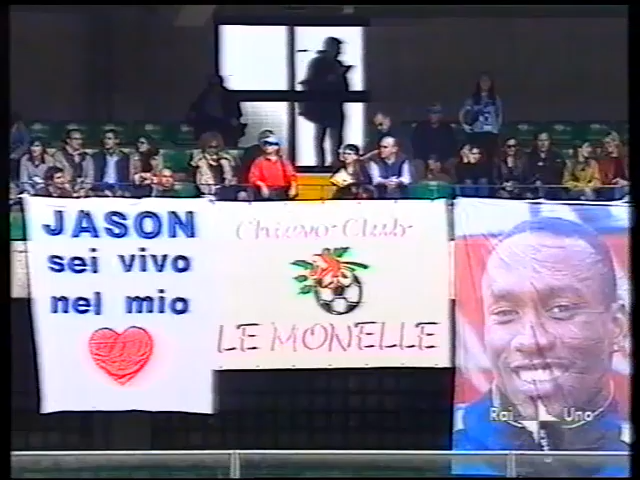 JASON
sei vivo
nel mio
Chievo-Club
LE MONELLE
Rai Uno